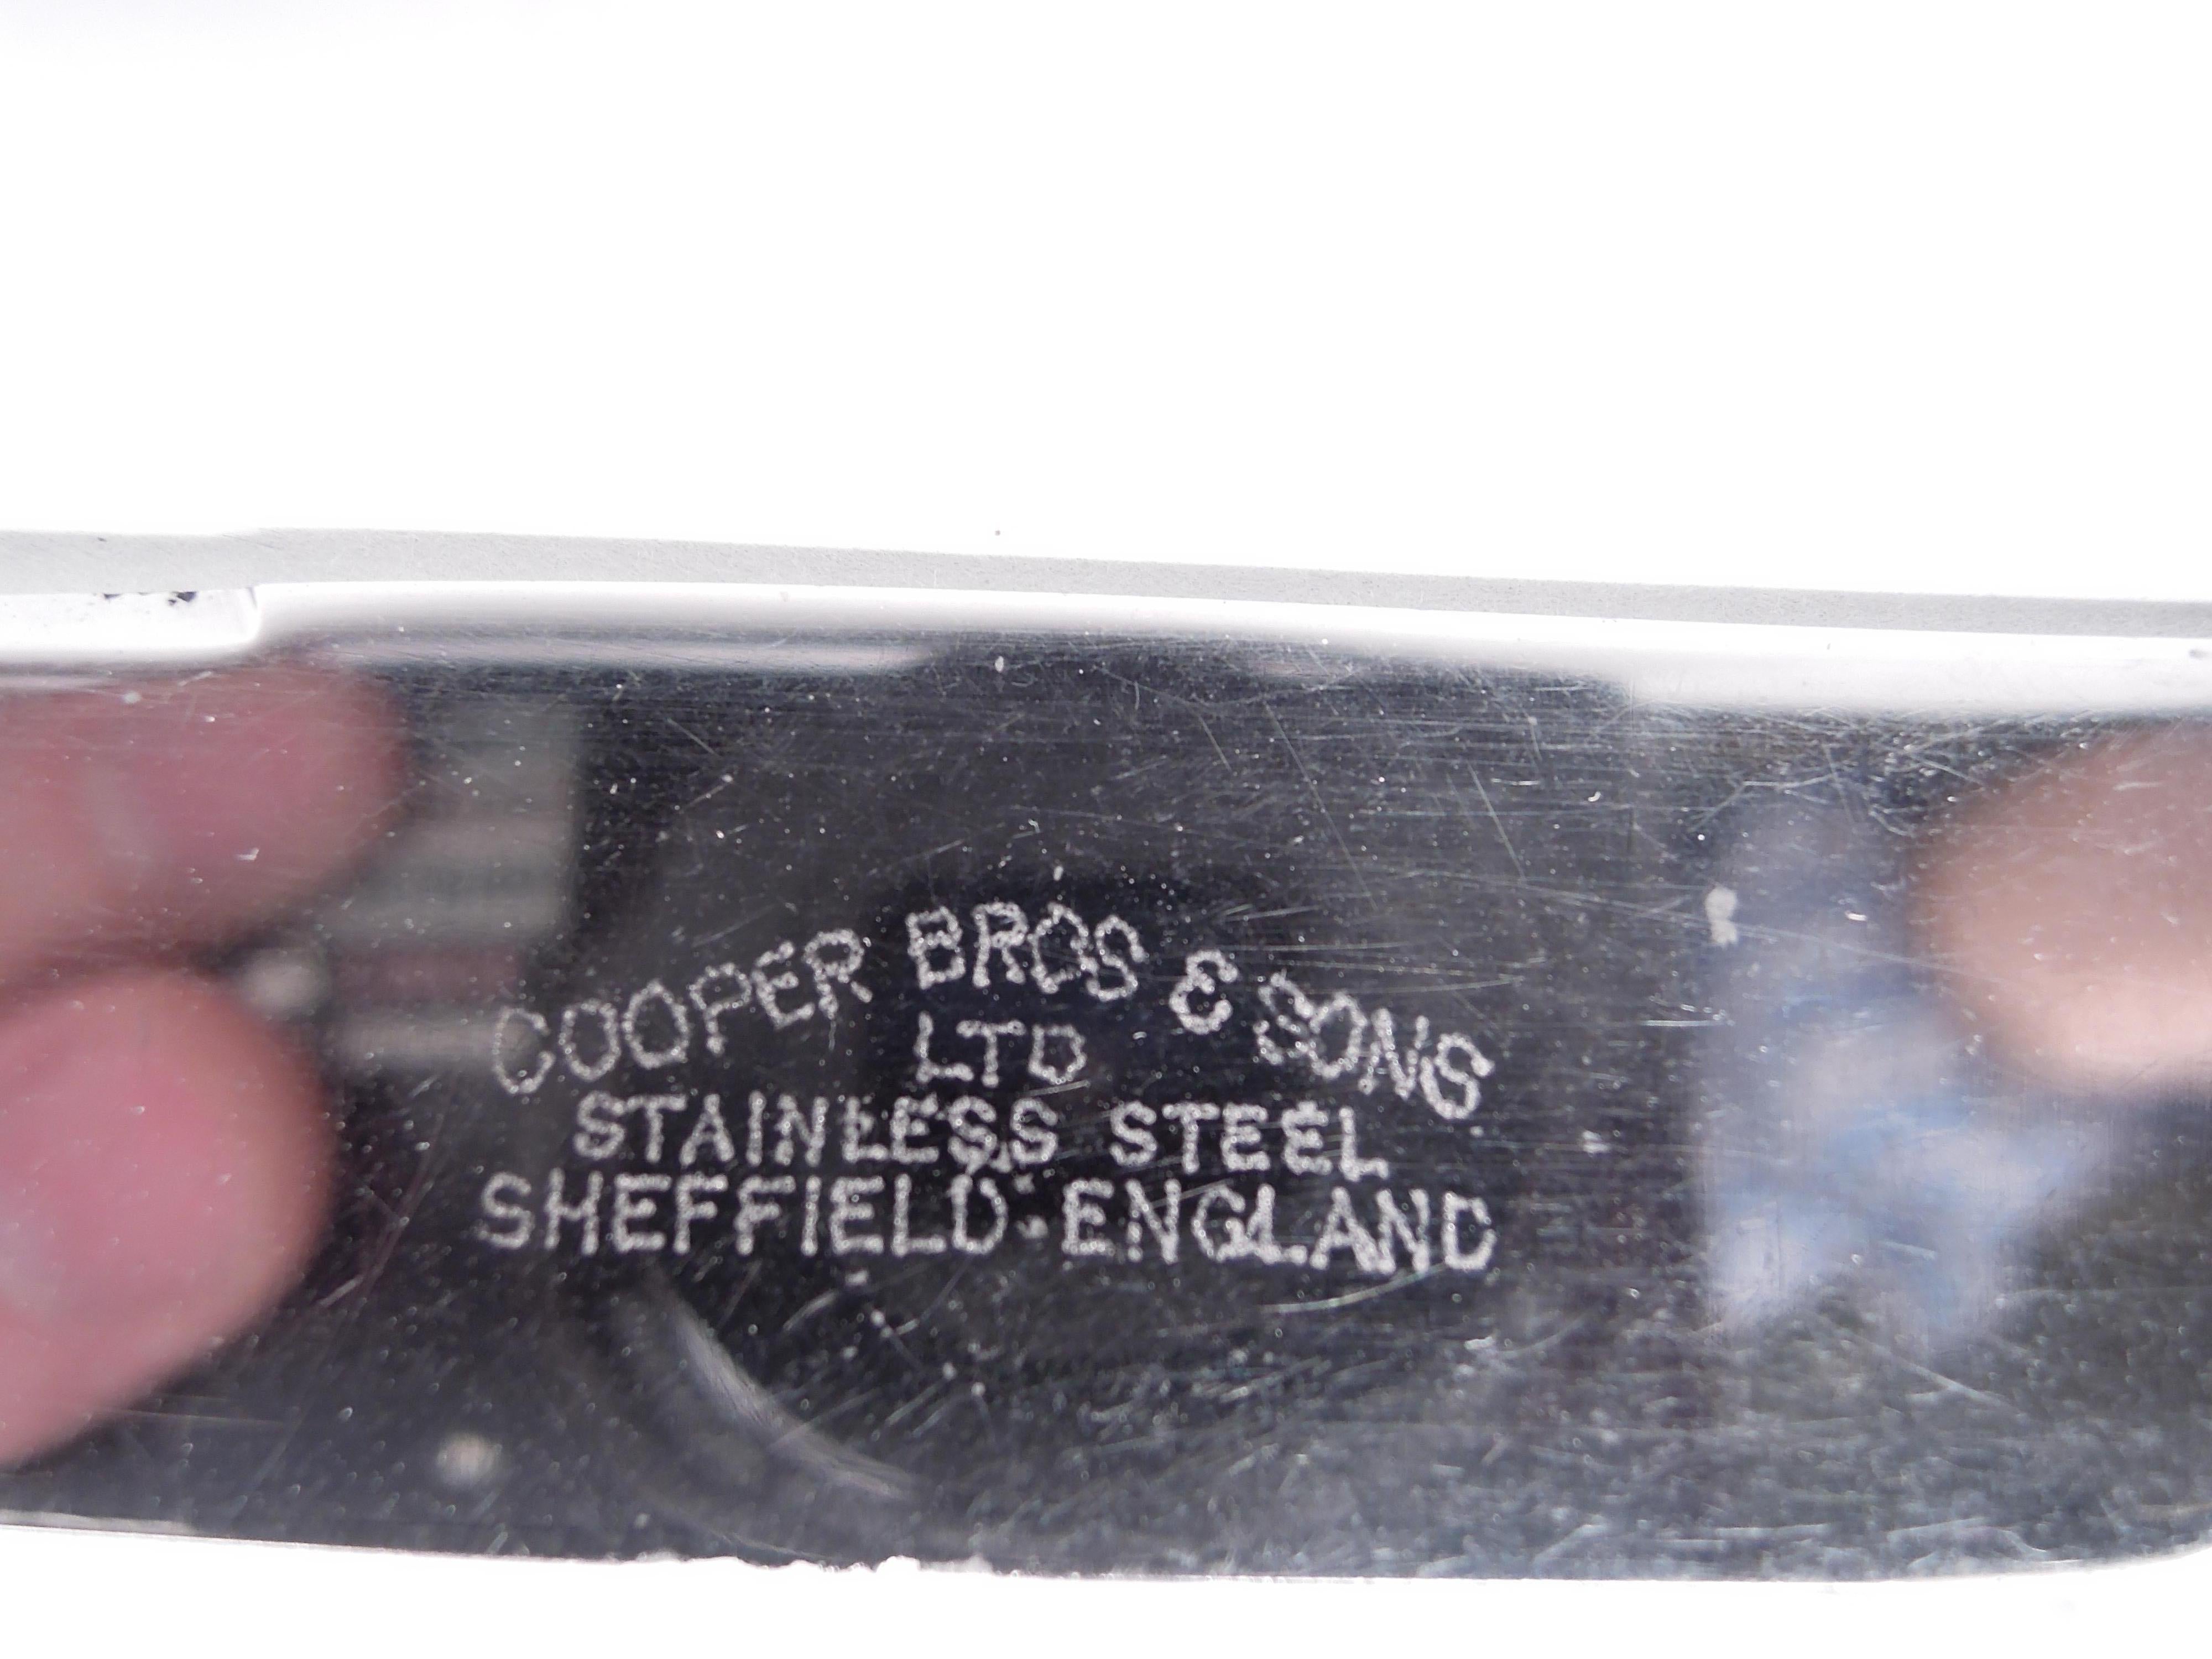 COOPER BROS & SONS
LTD
STAINLESS STEEL
SHEFFIELD·ENGLAND